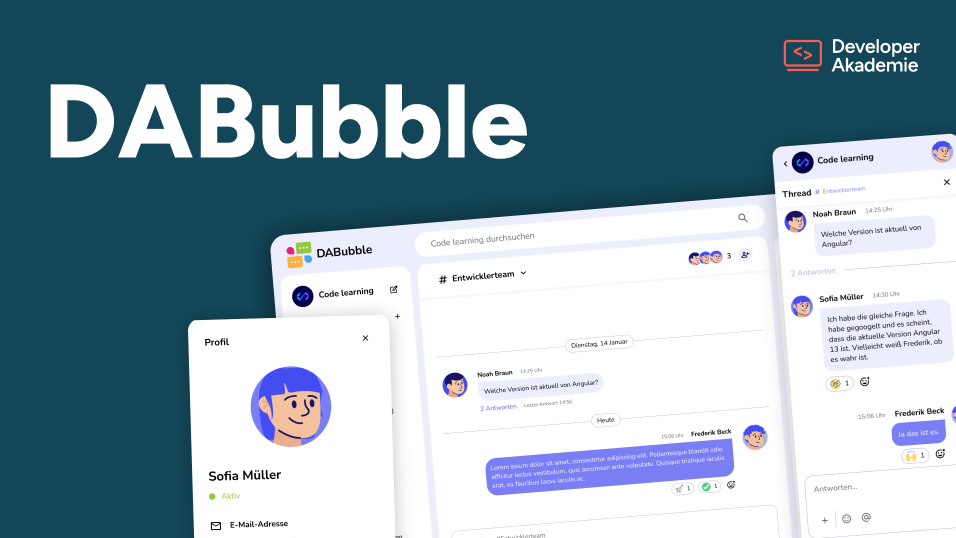 Developer
Akademie
DABubble
DABubble
Code learning durchsuchen
Code learning
+
# Entwicklerteam
3
Dienstag, 14 Januar
Noah Braun 14:25 Uhr
Welche Version ist aktuell von Angular?
2 Antworten Letzte Antwort 14:56
Heute
15:06 Uhr Frederik Beck
Lorem ipsum dolor sit amet, consectetur adipiscing elit. Pellentesque blandit odio
efficitur lectus vestibulum, quis accumsan ante vulputate. Quisque tristique iaculis
erat, eu faucibus lacus iaculis ac.
1
1
#Entwicklerteam
Profil
Sofia Müller
Aktiv
E-Mail-Adresse
Code learning
Thread # Entwicklerteam
Noah Braun 14:25 Uhr
Welche Version ist aktuell von
Angular?
2 Antworten
Sofia Müller 14:30 Uhr
Ich habe die gleiche Frage. Ich
habe gegoogelt und es scheint,
dass die aktuelle Version Angular
13 ist. Vielleicht weiß Frederik, ob
es wahr ist.
1
15:06 Uhr Frederik Beck
Ja das ist es.
1
Antworten...
+ @